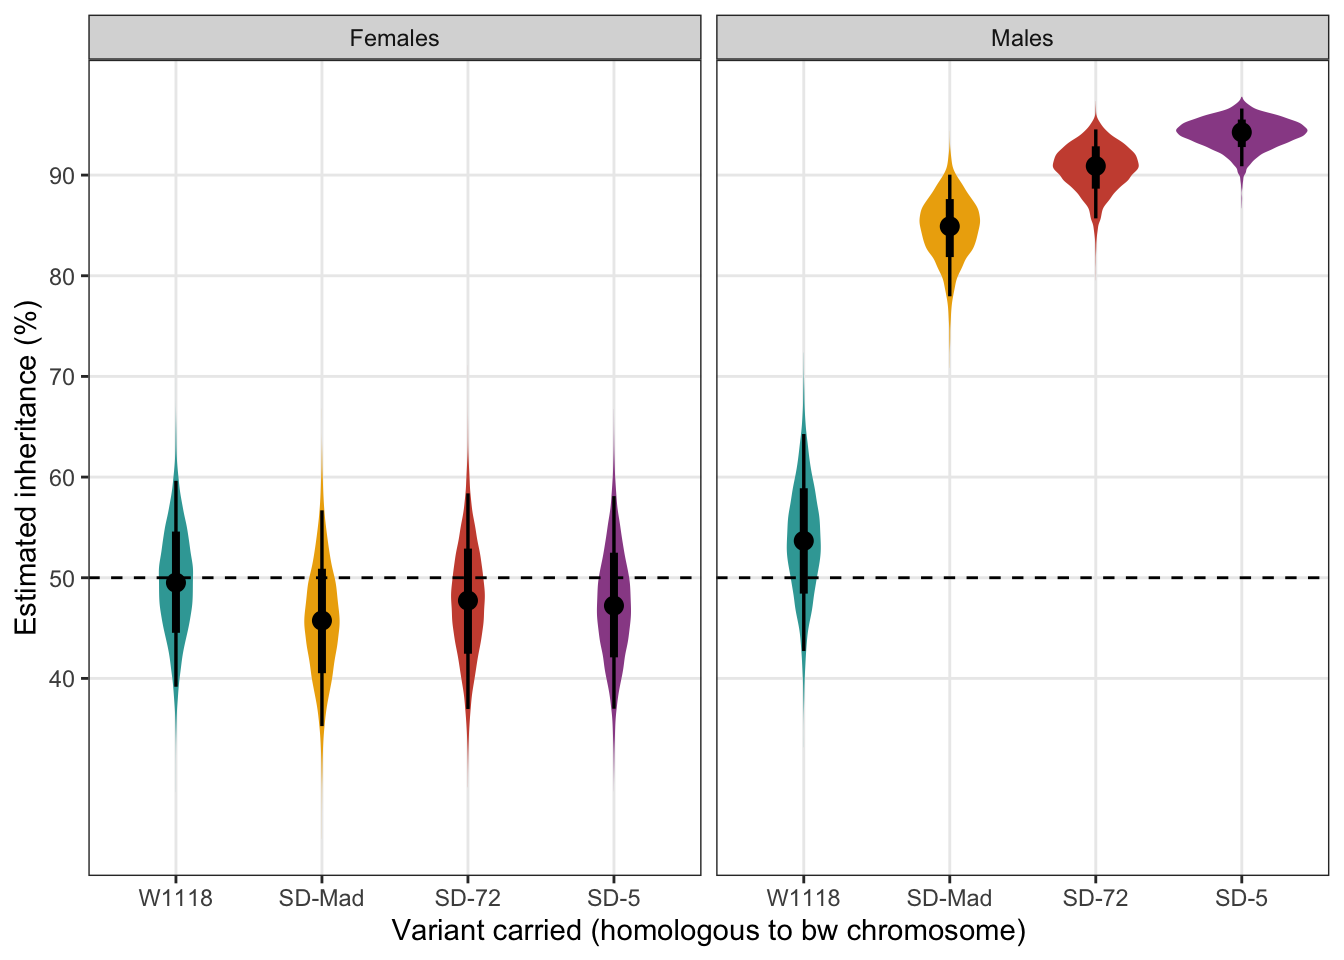 Females
Males
Estimated inheritance (%)
90
80
70
60
50
40
W1118 SD-Mad SD-72 SD-5
W1118 SD-Mad SD-72 SD-5
Variant carried (homologous to bw chromosome)